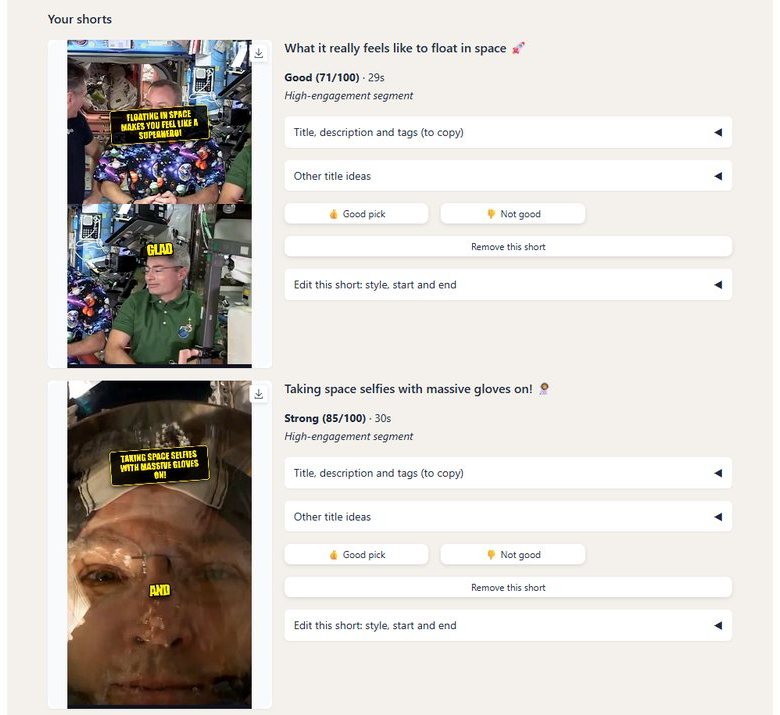 Your shorts
FLOATING IN SPACE
MAKES YOU FEEL LIKE A
SUPERHERO!
GLAD
What it really feels like to float in space 🚀
Good (71/100) · 29s
High-engagement segment
Title, description and tags (to copy)
Other title ideas
👍 Good pick
👎 Not good
Remove this short
Edit this short: style, start and end
TAKING SPACE SELFIES
WITH MASSIVE GLOVES
ON!
AND
Taking space selfies with massive gloves on! 🧑🏽‍🚀
Strong (85/100) · 30s
High-engagement segment
Title, description and tags (to copy)
Other title ideas
👍 Good pick
👎 Not good
Remove this short
Edit this short: style, start and end